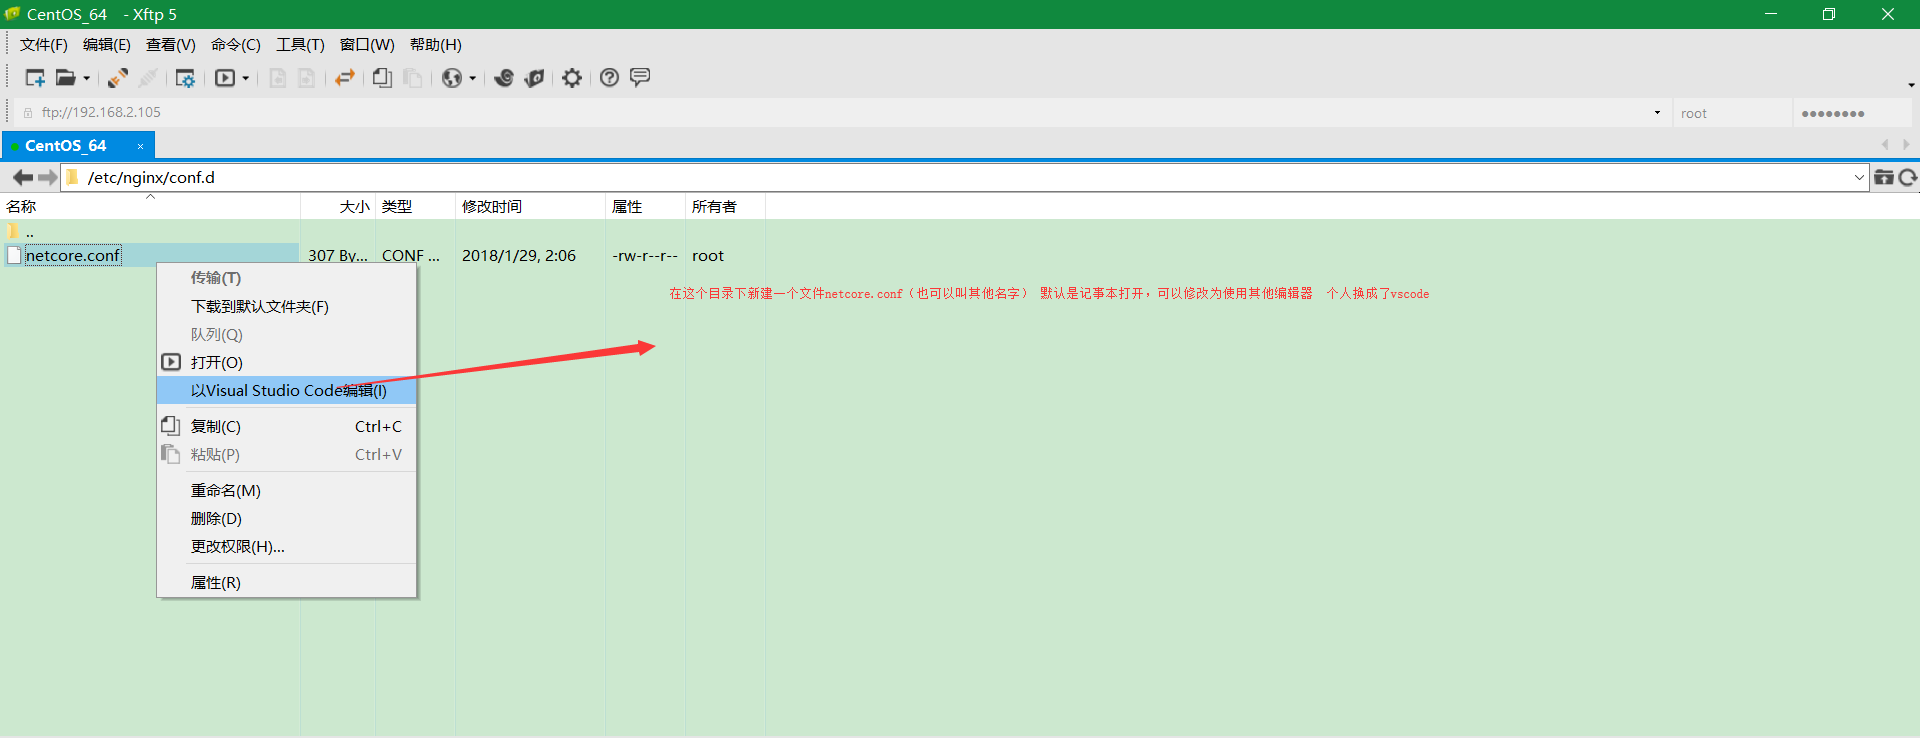 CentOS_64 - Xftp 5
文件(F) 编辑(E) 查看(V) 命令(C) 工具(T) 窗口(W) 帮助(H)
ftp://192.168.2.105 root ●●●●●●●●
CentOS_64 ×
/etc/nginx/conf.d
名称 大小 类型 修改时间 属性 所有者
..
netcore.conf 307 By... CONF ... 2018/1/29, 2:06 -rw-r--r-- root
传输(T)
在这个目录下新建一个文件netcore.conf（也可以叫其他名字） 默认是记事本打开，可以修改为使用其他编辑器 个人换成了vscode
下载到默认文件夹(F)
队列(Q)
打开(O)
以Visual Studio Code编辑(I)
复制(C) Ctrl+C
粘贴(P) Ctrl+V
重命名(M)
删除(D)
更改权限(H)...
属性(R)